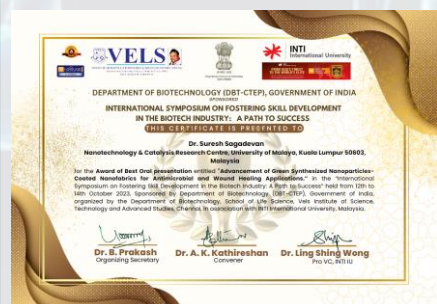 VELS
INTI
International University
DEPARTMENT OF BIOTECHNOLOGY (DBT-CTEP), GOVERNMENT OF INDIA
SPONSORED
INTERNATIONAL SYMPOSIUM ON FOSTERING SKILL DEVELOPMENT
IN THE BIOTECH INDUSTRY: A PATH TO SUCCESS
THIS CERTIFICATE IS PRESENTED TO
Dr. Suresh Sagadevan
Nanotechnology & Catalysis Research Centre, University of Malaya, Kuala Lumpur 50603,
Malaysia
for the Award of Best Oral presentation entitled "Advancement of Green Synthesized Nanoparticles-
Coated Nanofabrics for Antimicrobial and Wound Healing Applications." in the "International
Symposium on Fostering Skill Development in the Biotech Industry: A Path to Success" held from 12th to
14th October 2023, Sponsored by Department of Biotechnology, (DBT-CTEP), Government of India,
organized by the Department of Biotechnology, School of Life Science, Vels Institute of Science,
Technology and Advanced Studies, Chennai, in association with INTI International University, Malaysia.
Dr. B. Prakash
Organizing Secretary
Dr. A. K. Kathireshan
Convener
Dr. Ling Shing Wong
Pro VC, INTI IU